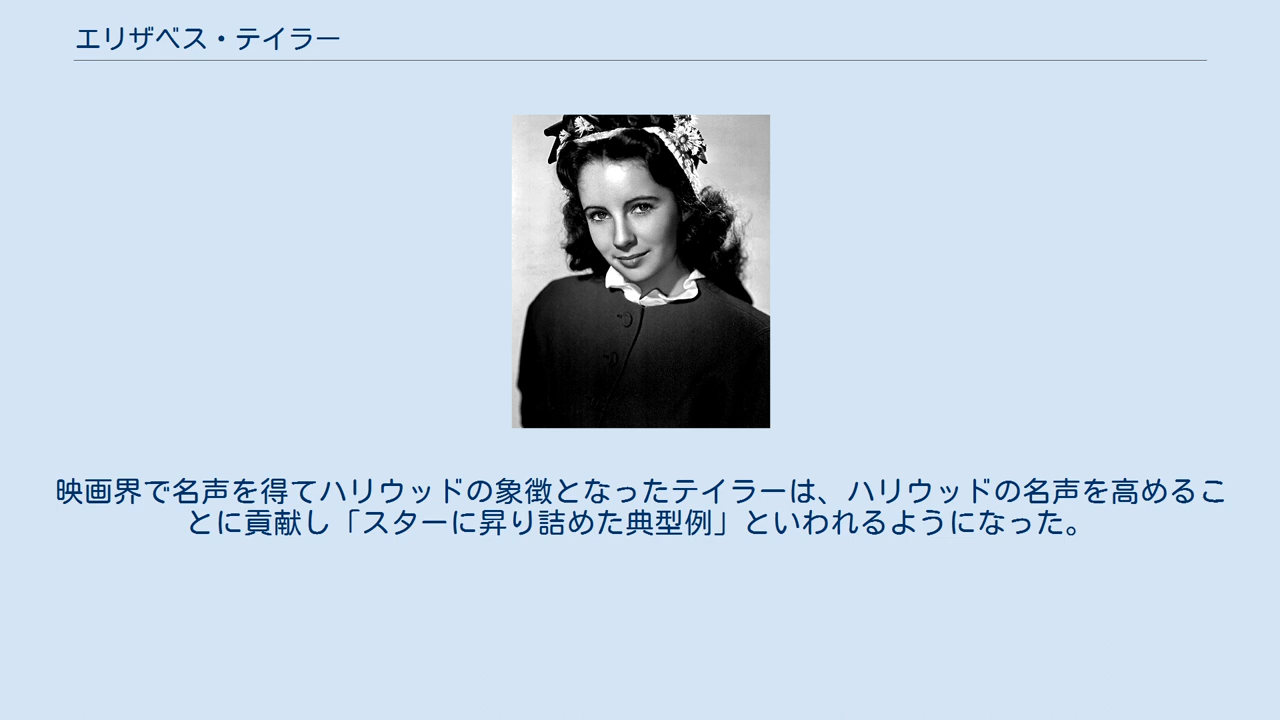 エリザベス・テイラー
映画界で名声を得てハリウッドの象徴となったテイラーは、ハリウッドの名声を高めるこ
とに貢献し「スターに昇り詰めた典型例」といわれるようになった。